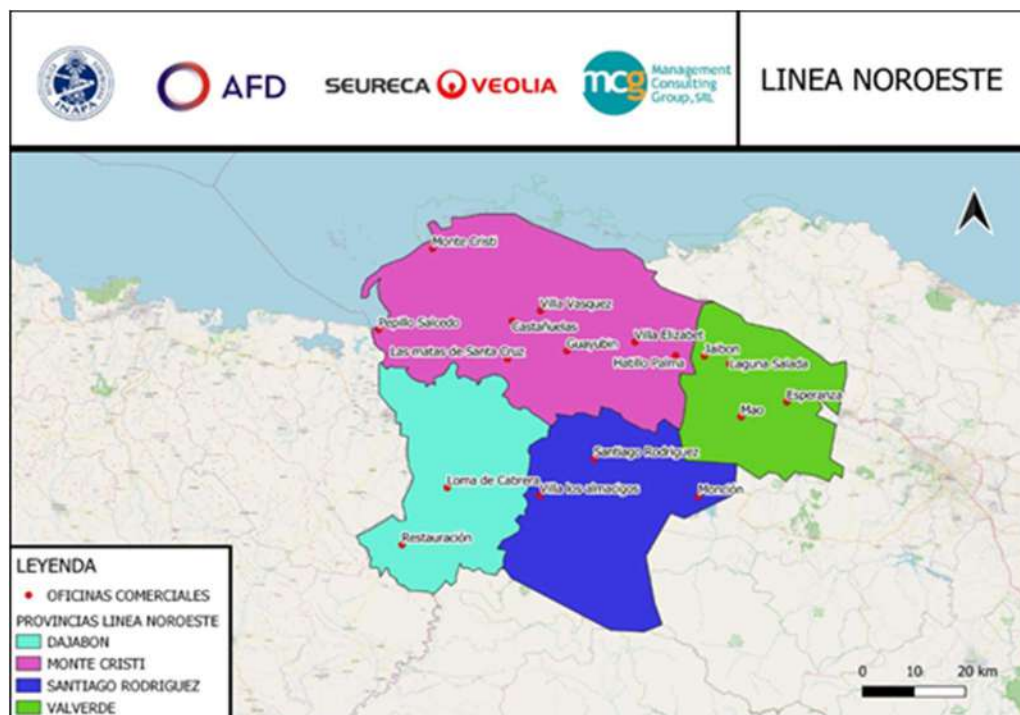 INAPA
AFD
SEURECA VEOLIA
mcg Management
Consulting
Group, SRL
LINEA NOROESTE
Monte Cristi
Villa Vasquez
Pepillo Salcedo
Castañuelas
Villa Elizabet
Las matas de Santa Cruz
Guayubin
Hatillo Palma
Jaibon
Laguna Salada
Esperanza
Mao
Santiago Rodriguez
Loma de Cabrera
Villa los almacigos
Monción
Restauración
LEYENDA
OFICINAS COMERCIALES
PROVINCIAS LINEA NOROESTE
DAJABON
MONTE CRISTI
SANTIAGO RODRIGUEZ
VALVERDE
0 10 20 km